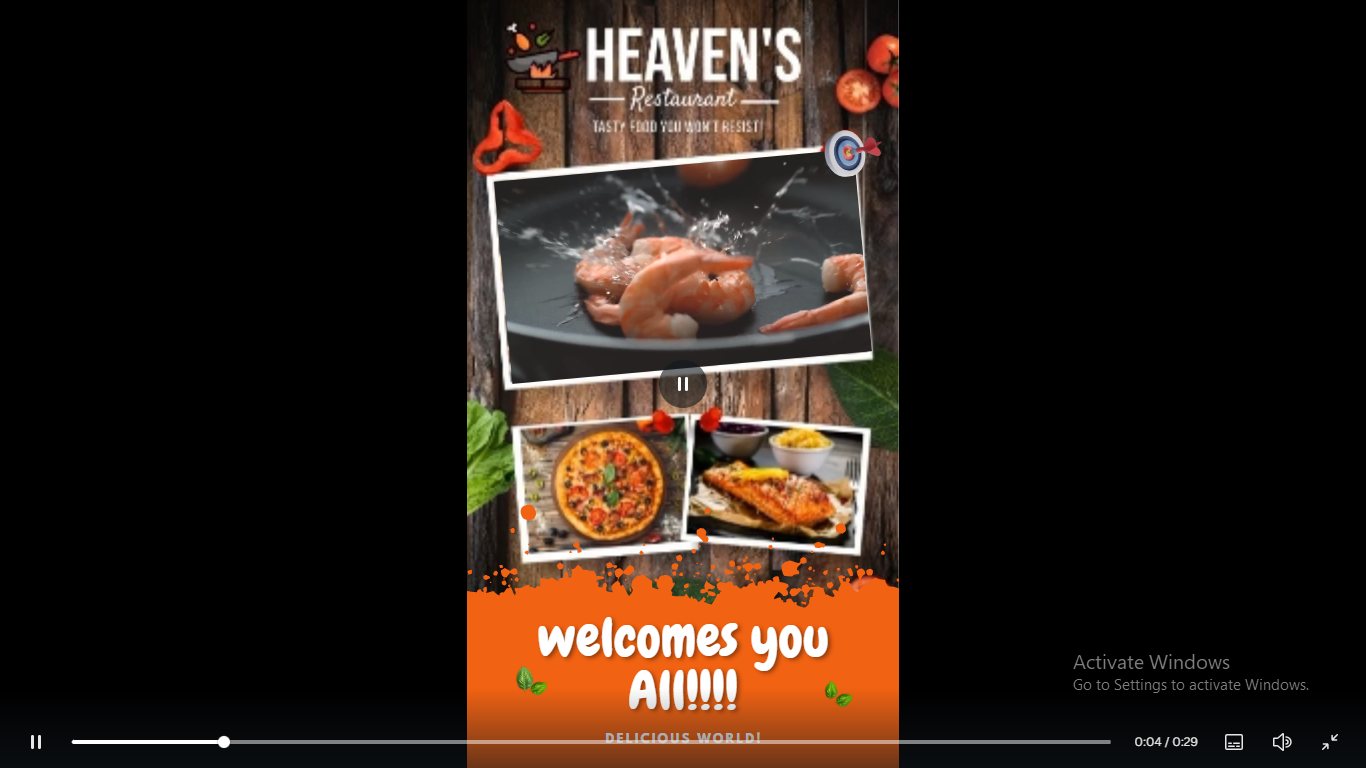 HEAVEN'S
Restaurant
TASTY FOOD YOU WON'T RESIST!
welcomes you
All!!!!
DELICIOUS WORLD!
Activate Windows
Go to Settings to activate Windows.
0:04 / 0:29